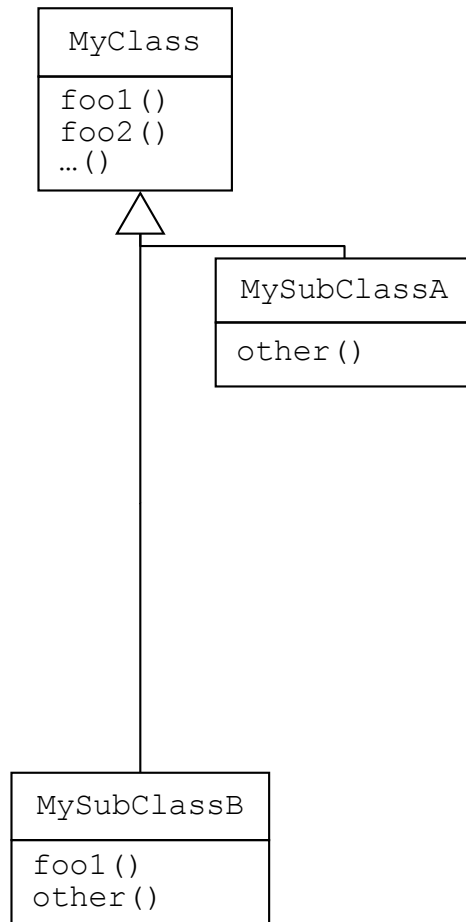 MyClass
foo1()
foo2()
…()
MySubClassA
other()
MySubClassB
foo1()
other()